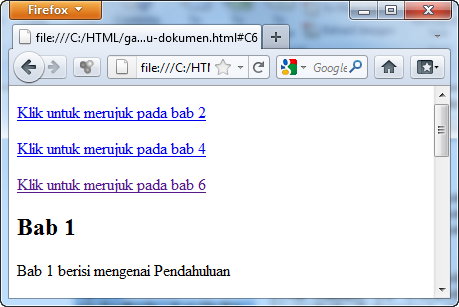 Firefox
file:///C:/HTML/ga...u-dokumen.html#C6
file:///C:/HTM
Google
Klik untuk merujuk pada bab 2
Klik untuk merujuk pada bab 4
Klik untuk merujuk pada bab 6
Bab 1
Bab 1 berisi mengenai Pendahuluan